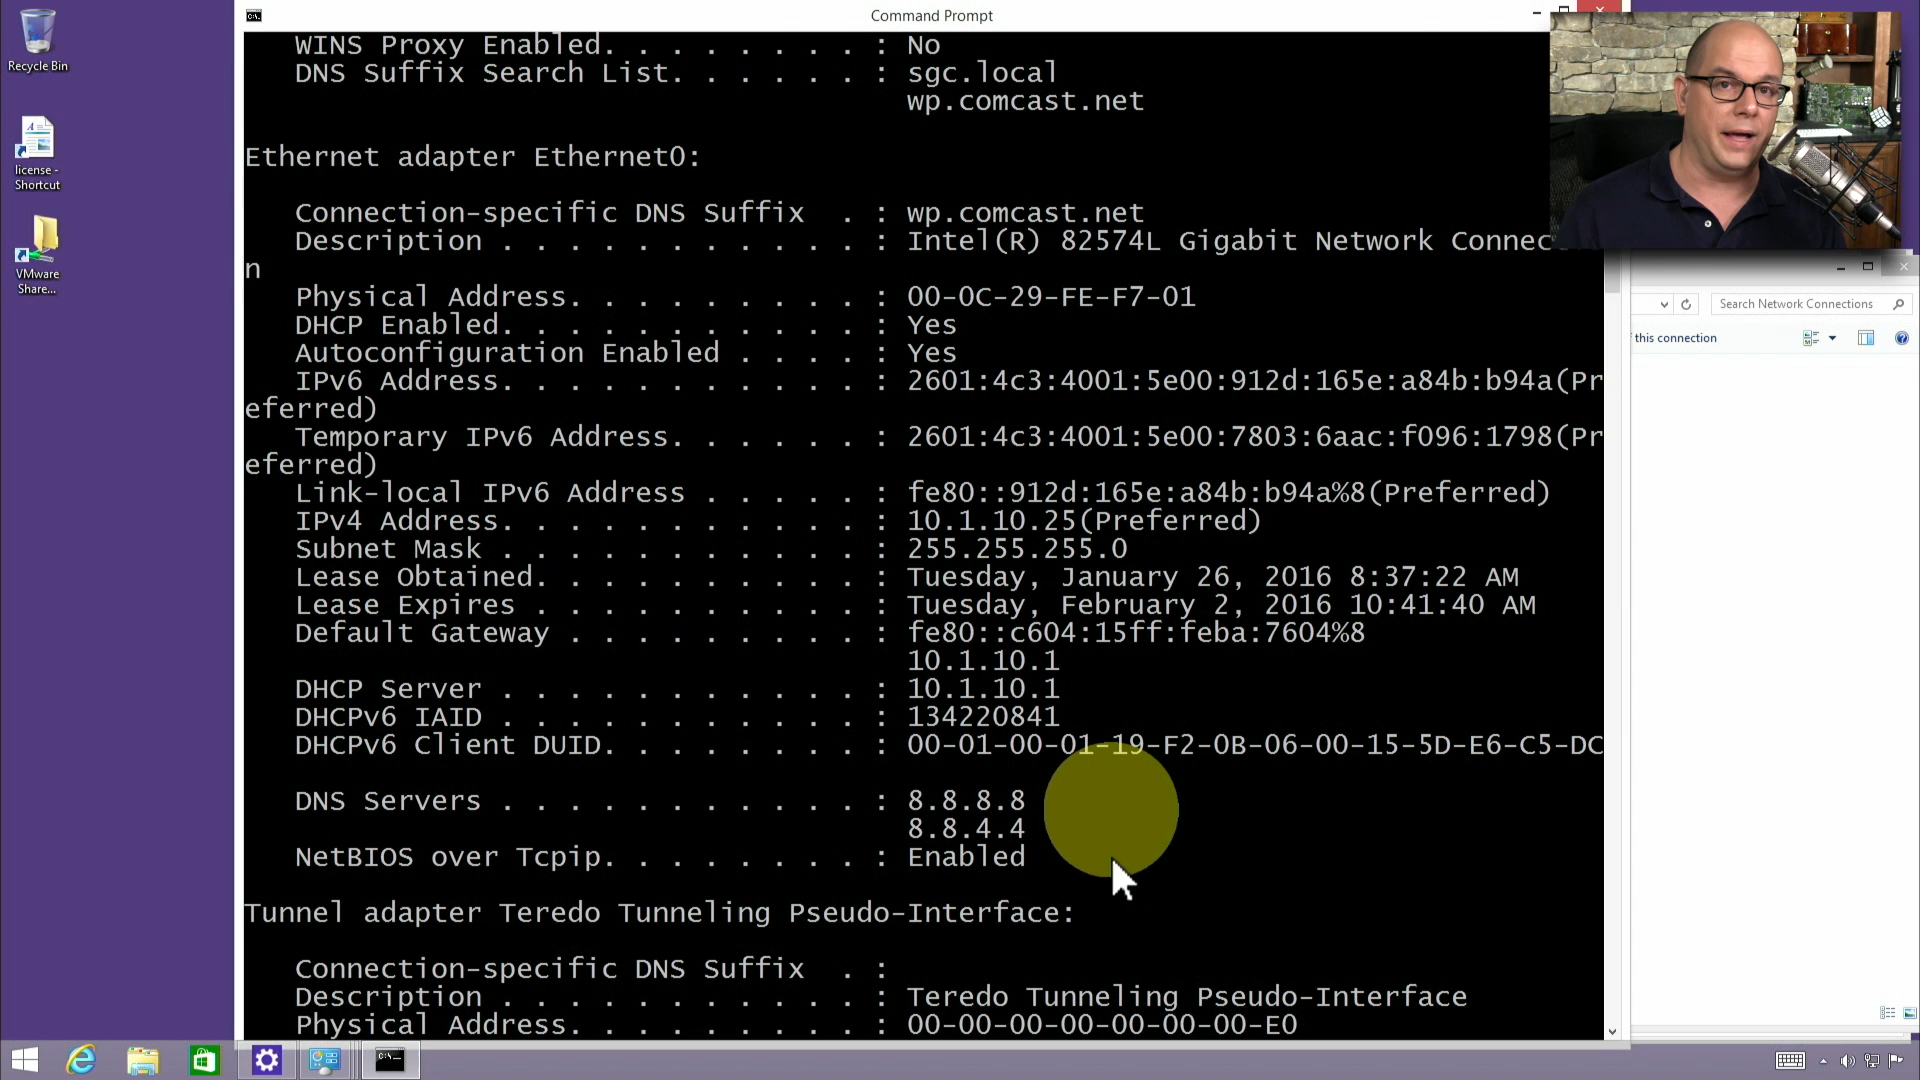 Recycle Bin
license - Shortcut
VMware Share...
Command Prompt
WINS Proxy Enabled. . . . . . . . : No
DNS Suffix Search List. . . . . . : sgc.local
wp.comcast.net
Ethernet adapter Ethernet0:
Connection-specific DNS Suffix  . : wp.comcast.net
Description . . . . . . . . . . . : Intel(R) 82574L Gigabit Network Connec
n
Physical Address. . . . . . . . . : 00-0C-29-FE-F7-01
DHCP Enabled. . . . . . . . . . . : Yes
Autoconfiguration Enabled . . . . : Yes
IPv6 Address. . . . . . . . . . . : 2601:4c3:4001:5e00:912d:165e:a84b:b94a(Pr
eferred)
Temporary IPv6 Address. . . . . . : 2601:4c3:4001:5e00:7803:6aac:f096:1798(Pr
eferred)
Link-local IPv6 Address . . . . . : fe80::912d:165e:a84b:b94a%8(Preferred)
IPv4 Address. . . . . . . . . . . : 10.1.10.25(Preferred)
Subnet Mask . . . . . . . . . . . : 255.255.255.0
Lease Obtained. . . . . . . . . . : Tuesday, January 26, 2016 8:37:22 AM
Lease Expires . . . . . . . . . . : Tuesday, February 2, 2016 10:41:40 AM
Default Gateway . . . . . . . . . : fe80::c604:15ff:feba:7604%8
10.1.10.1
DHCP Server . . . . . . . . . . . : 10.1.10.1
DHCPv6 IAID . . . . . . . . . . . : 134220841
DHCPv6 Client DUID. . . . . . . . : 00-01-00-01-19-F2-0B-06-00-15-5D-E6-C5-DC
DNS Servers . . . . . . . . . . . : 8.8.8.8
8.8.4.4
NetBIOS over Tcpip. . . . . . . . : Enabled
Tunnel adapter Teredo Tunneling Pseudo-Interface:
Connection-specific DNS Suffix  . :
Description . . . . . . . . . . . : Teredo Tunneling Pseudo-Interface
Physical Address. . . . . . . . . : 00-00-00-00-00-00-00-E0
Search Network Connections
this connection